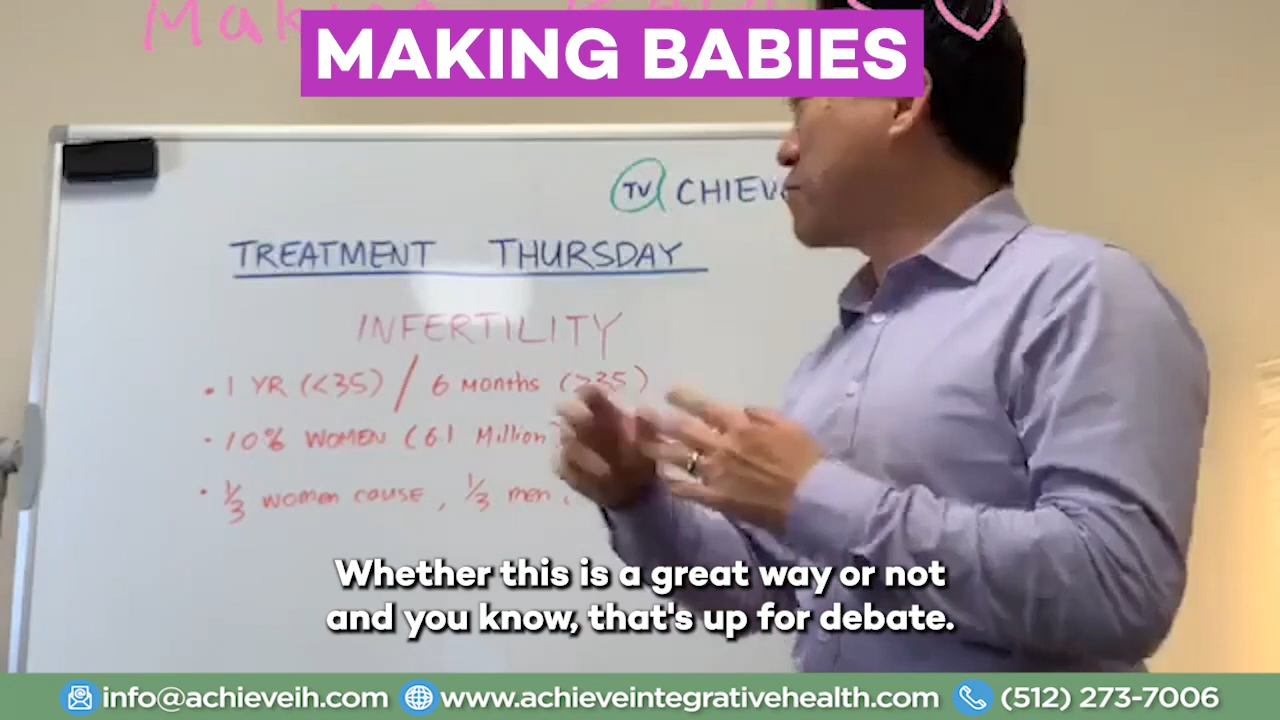 Making
MAKING BABIES
TV CHIEV
TREATMENT THURSDAY
INFERTILITY
• 1 YR (<35) / 6 MONTHS (>35)
• 10% WOMEN (6.1 Million
• 1/3 women cause, 1/3 men
Whether this is a great way or not
and you know, that's up for debate.
info@achieveih.com www.achieveintegrativehealth.com (512) 273-7006